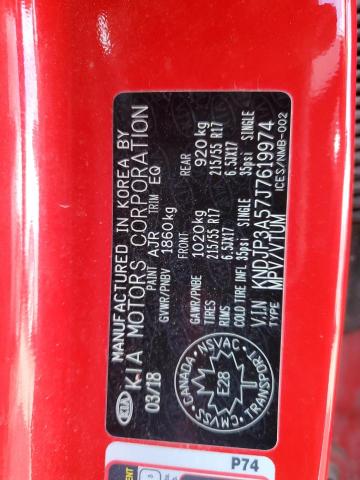 MANUFACTURED IN KOREA BY
KIA KIA MOTORS CORPORATION
03/18 PAINT AJR TRIM EQ
GVWR/PNBV 1860kg
FRONT REAR
GAWR/PNBE 1020kg 920kg
TIRES 215/55 R17 215/55 R17
RIMS 6.5JX17 6.5JX17
COLD TIRE INFL 35psi SINGLE 35psi SINGLE
VIN KNDJP3A57J7619974
TYPE MPV/VTUM ICES/NMB-002
CANADA NSVAC TRANSPORT CMVSS
E28
P74